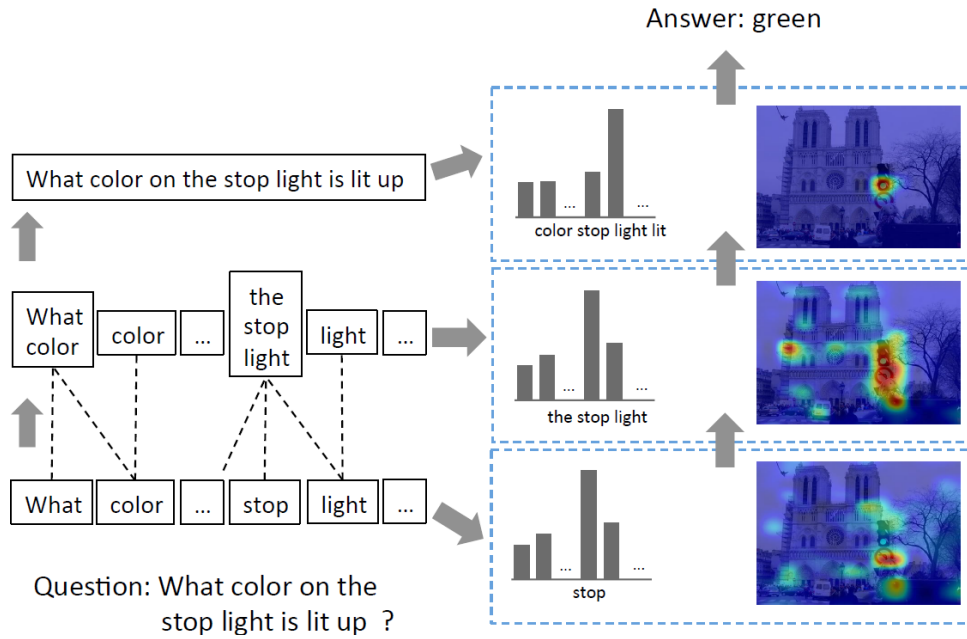 Answer: green
What color on the stop light is lit up
...
...
color stop light lit
What
color
color
...
the
stop
light
light
...
...
...
the stop light
What
color
...
stop
light
...
...
...
stop
Question: What color on the
stop light is lit up ?